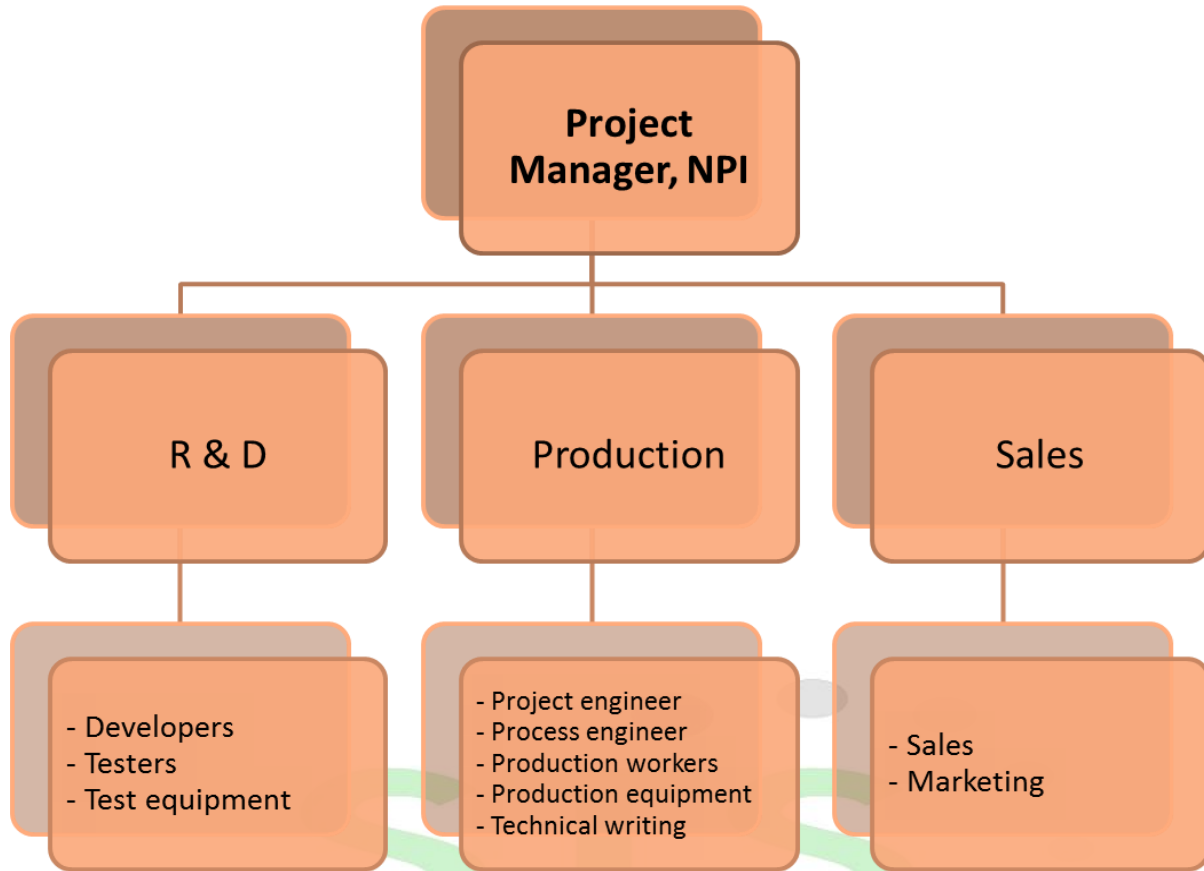 Project
Manager, NPI
R & D
Production
Sales
- Developers
- Testers
- Test equipment
- Project engineer
- Process engineer
- Production workers
- Production equipment
- Technical writing
- Sales
- Marketing